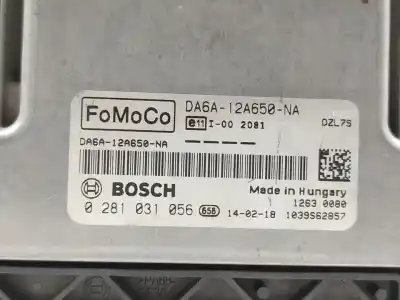 FoMoCo
DA6A-12A650-NA
e11 I-00 2081
DZL7S
DA6A-12A650-NA
BOSCH
Made in Hungary
1263 0080
0 281 031 056 658
14-02-18 1039S62857